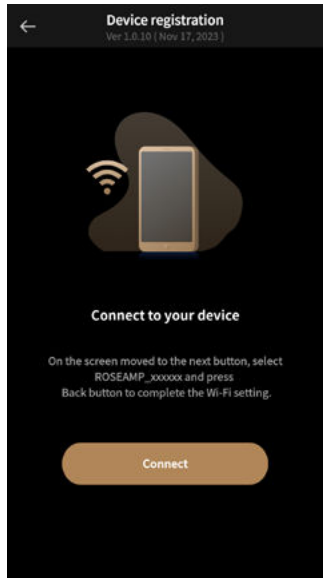 Device registration
Ver 1.0.10 ( Nov 17, 2023 )
Connect to your device
On the screen moved to the next button, select
ROSEAMP_xxxxxx and press
Back button to complete the Wi-Fi setting.
Connect